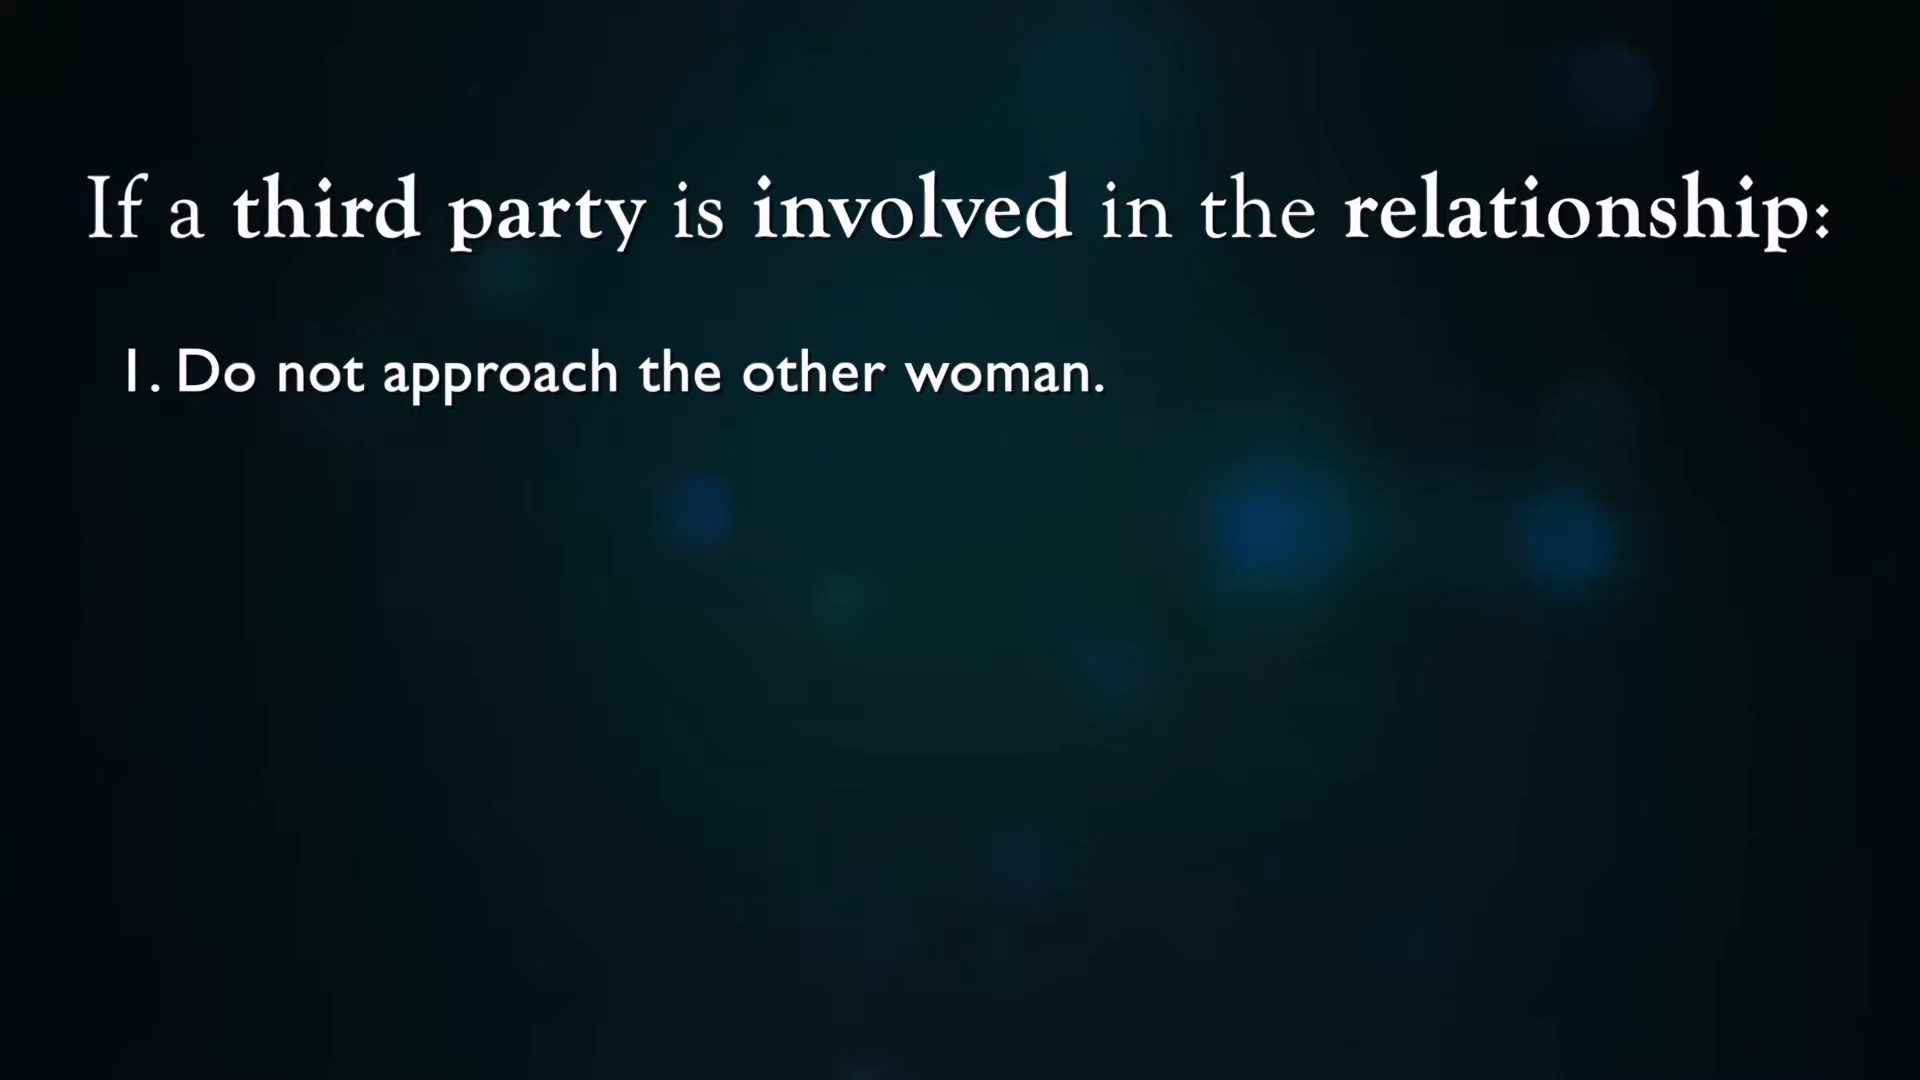 If a third party is involved in the relationship:
1. Do not approach the other woman.